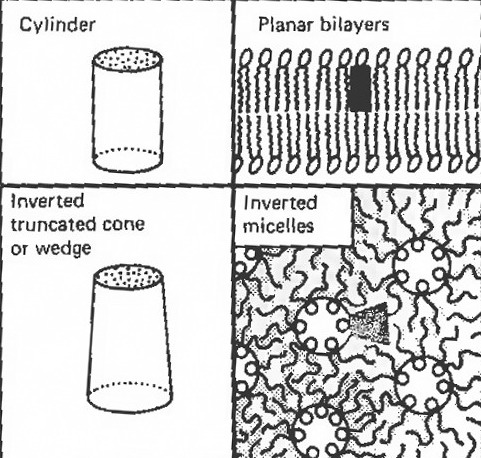 Cylinder
Planar bilayers
Inverted
truncated cone
or wedge
Inverted
micelles